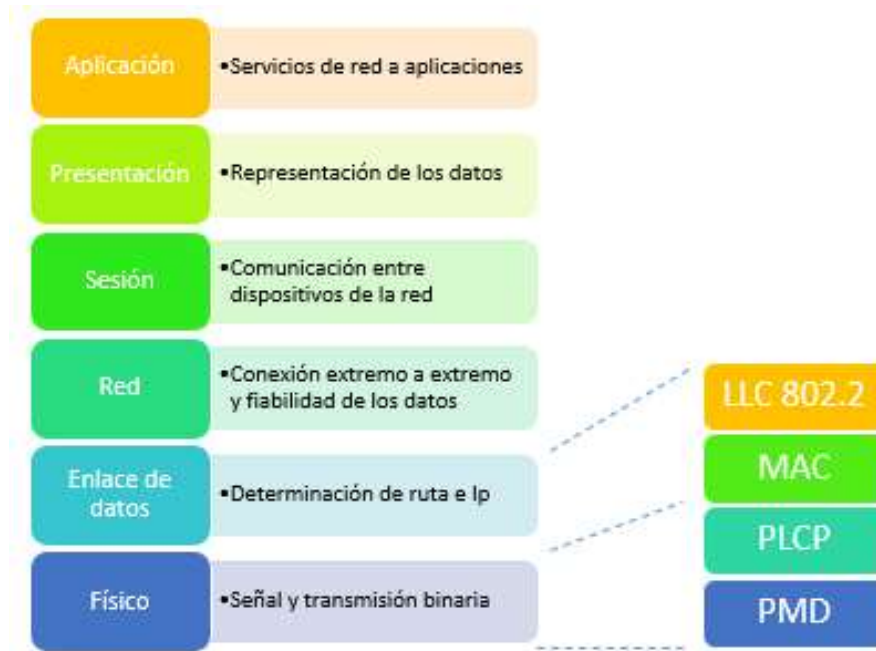 Aplicación
•Servicios de red a aplicaciones
Presentación
•Representación de los datos
Sesión
•Comunicación entre
dispositivos de la red
Red
•Conexión extremo a extremo
y fiabilidad de los datos
Enlace de
datos
•Determinación de ruta e Ip
Físico
•Señal y transmisión binaria
LLC 802.2
MAC
PLCP
PMD